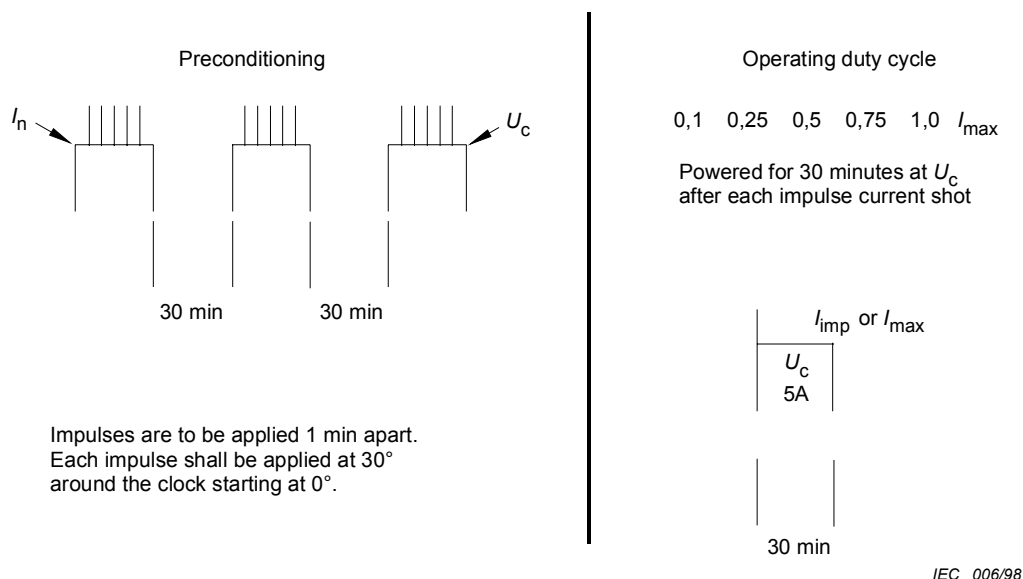 Preconditioning
In
Uc
30 min 30 min
Impulses are to be applied 1 min apart.
Each impulse shall be applied at 30°
around the clock starting at 0°.
Operating duty cycle
0,1 0,25 0,5 0,75 1,0 Imax
Powered for 30 minutes at Uc
after each impulse current shot
Iimp or Imax
Uc
5A
30 min
IEC 006/98